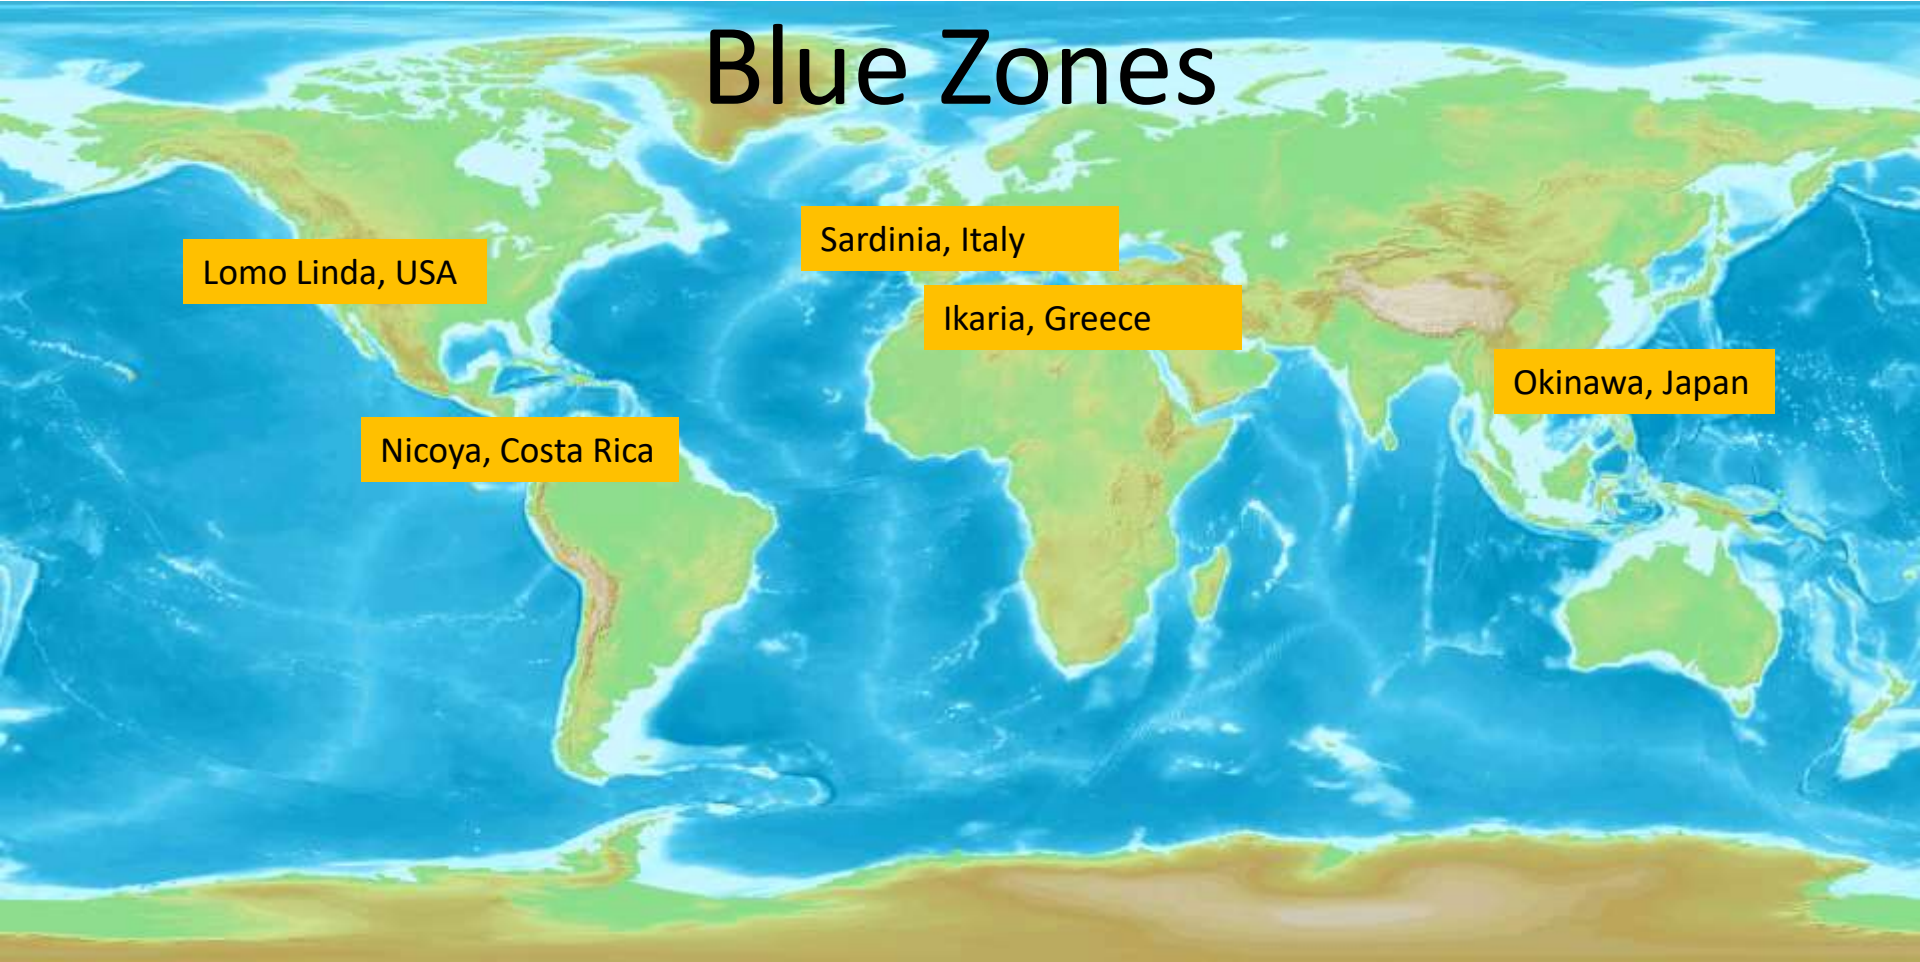 Blue Zones
Sardinia, Italy
Lomo Linda, USA
Ikaria, Greece
Okinawa, Japan
Nicoya, Costa Rica